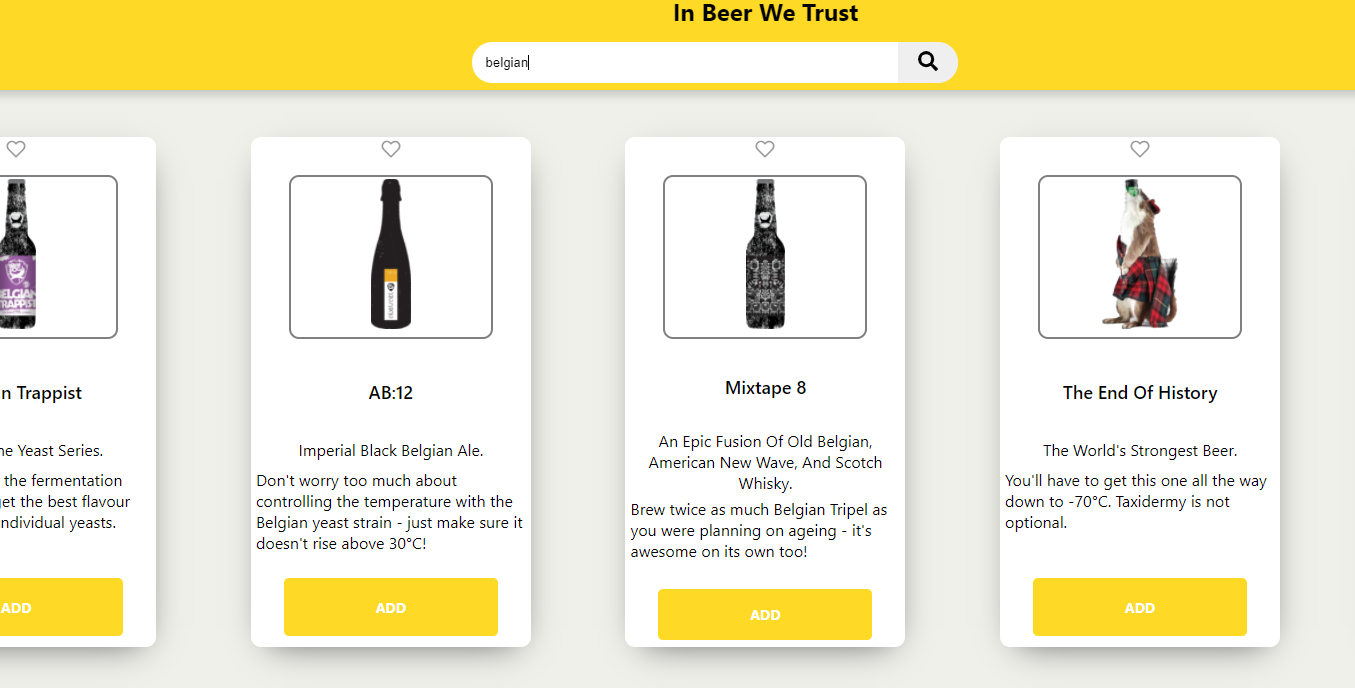 In Beer We Trust
belgian
ELGIAN
TRAPPIST
n Trappist
ne Yeast Series.
the fermentation
get the best flavour
ndividual yeasts.
ADD
AB:12
Imperial Black Belgian Ale.
Don't worry too much about
controlling the temperature with the
Belgian yeast strain - just make sure it
doesn't rise above 30°C!
ADD
Mixtape 8
An Epic Fusion Of Old Belgian,
American New Wave, And Scotch
Whisky.
Brew twice as much Belgian Tripel as
you were planning on ageing - it's
awesome on its own too!
ADD
The End Of History
The World's Strongest Beer.
You'll have to get this one all the way
down to -70°C. Taxidermy is not
optional.
ADD